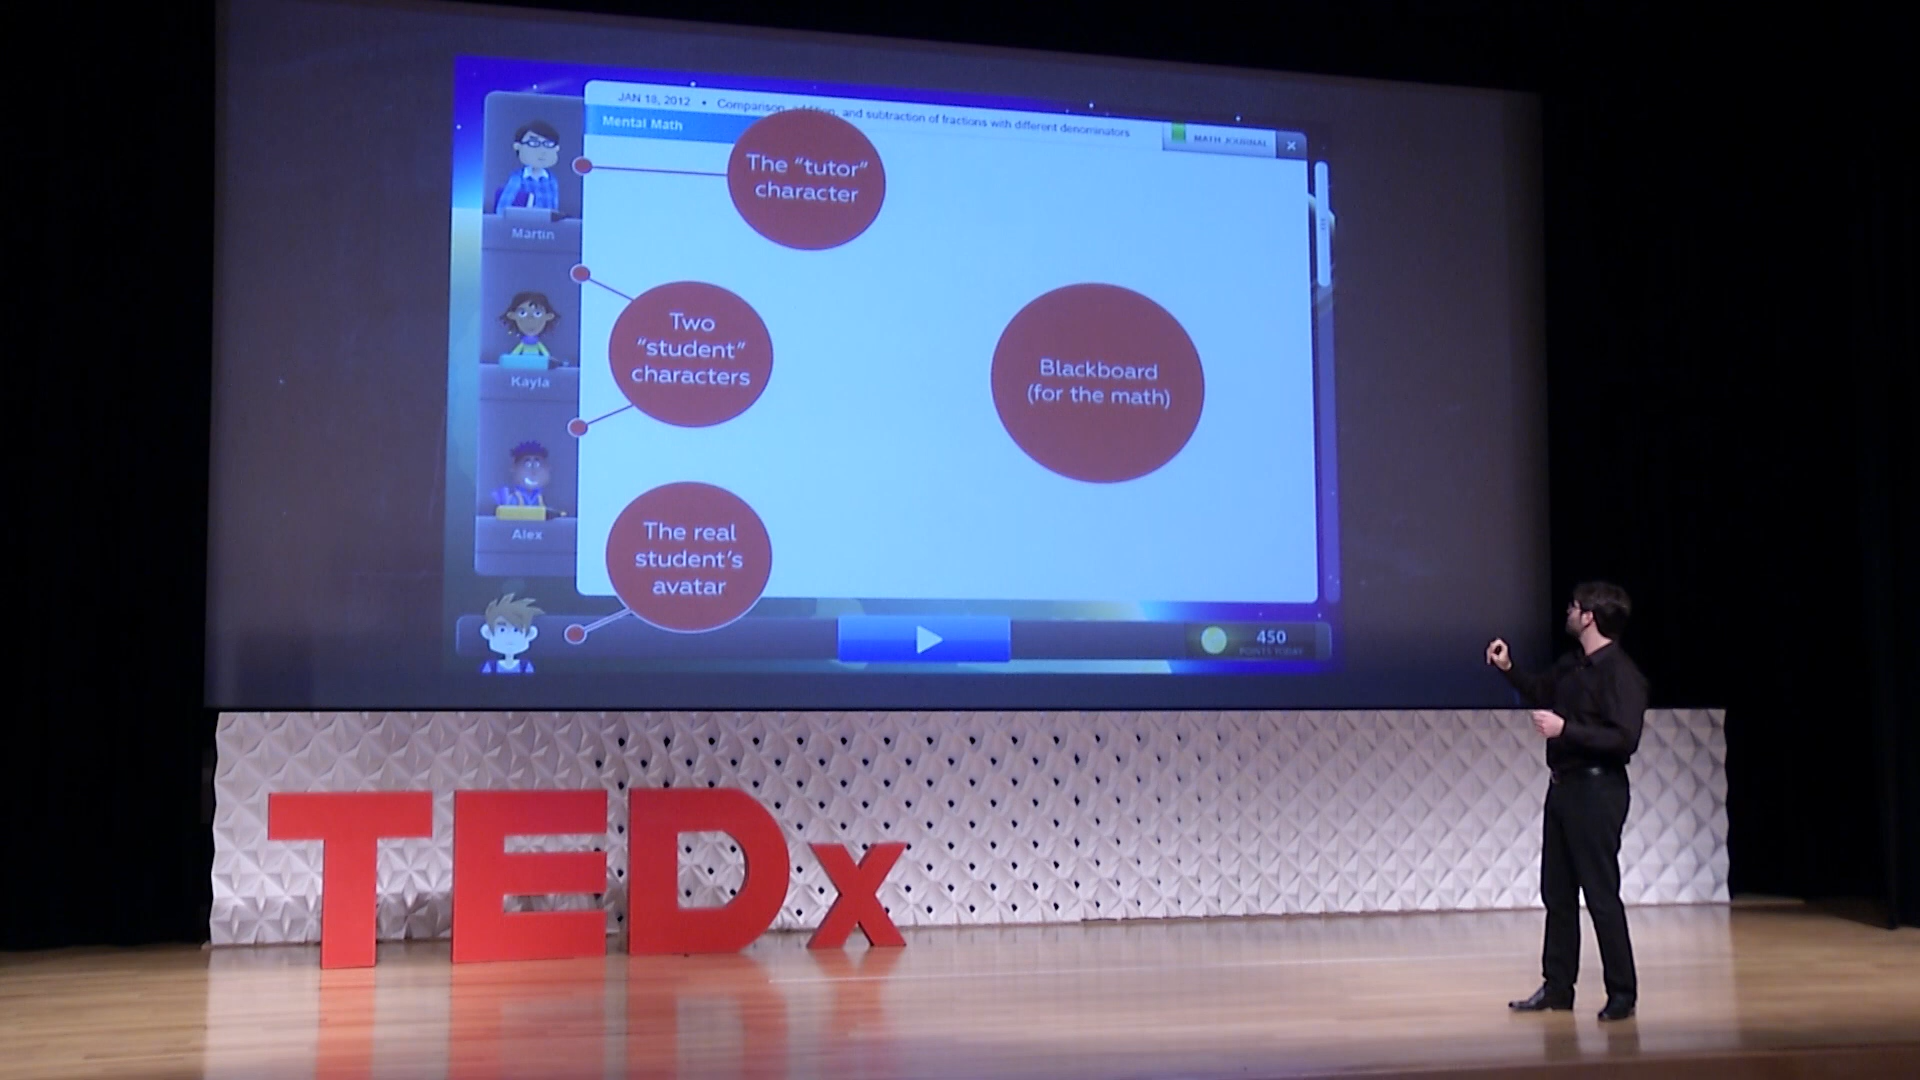 JAN 18, 2012 • Comparison, addition, and subtraction of fractions with different denominators
Mental Math
MATH JOURNAL
The "tutor"
character
Martin
Two
"student"
characters
Kayla
Blackboard
(for the math)
Alex
The real
student's
avatar
450
POINTS TODAY
TEDx